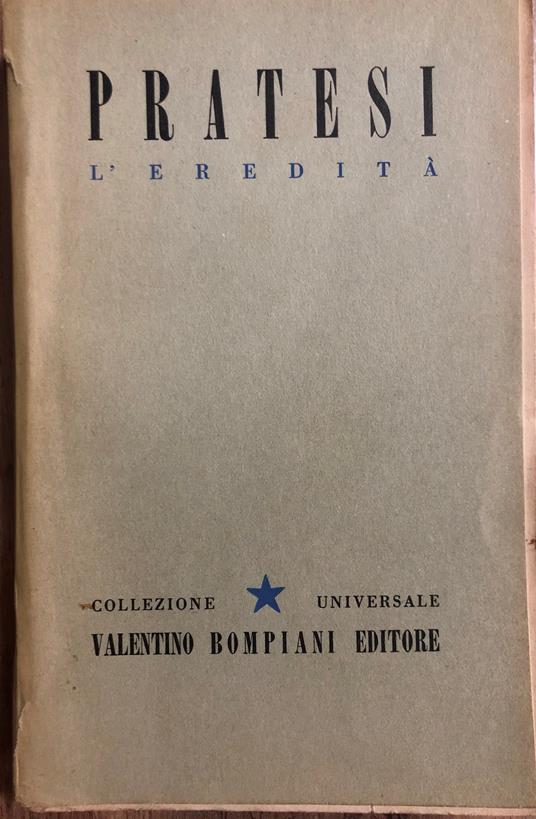 PRATESI
L'EREDITÀ
COLLEZIONE UNIVERSALE
VALENTINO BOMPIANI EDITORE